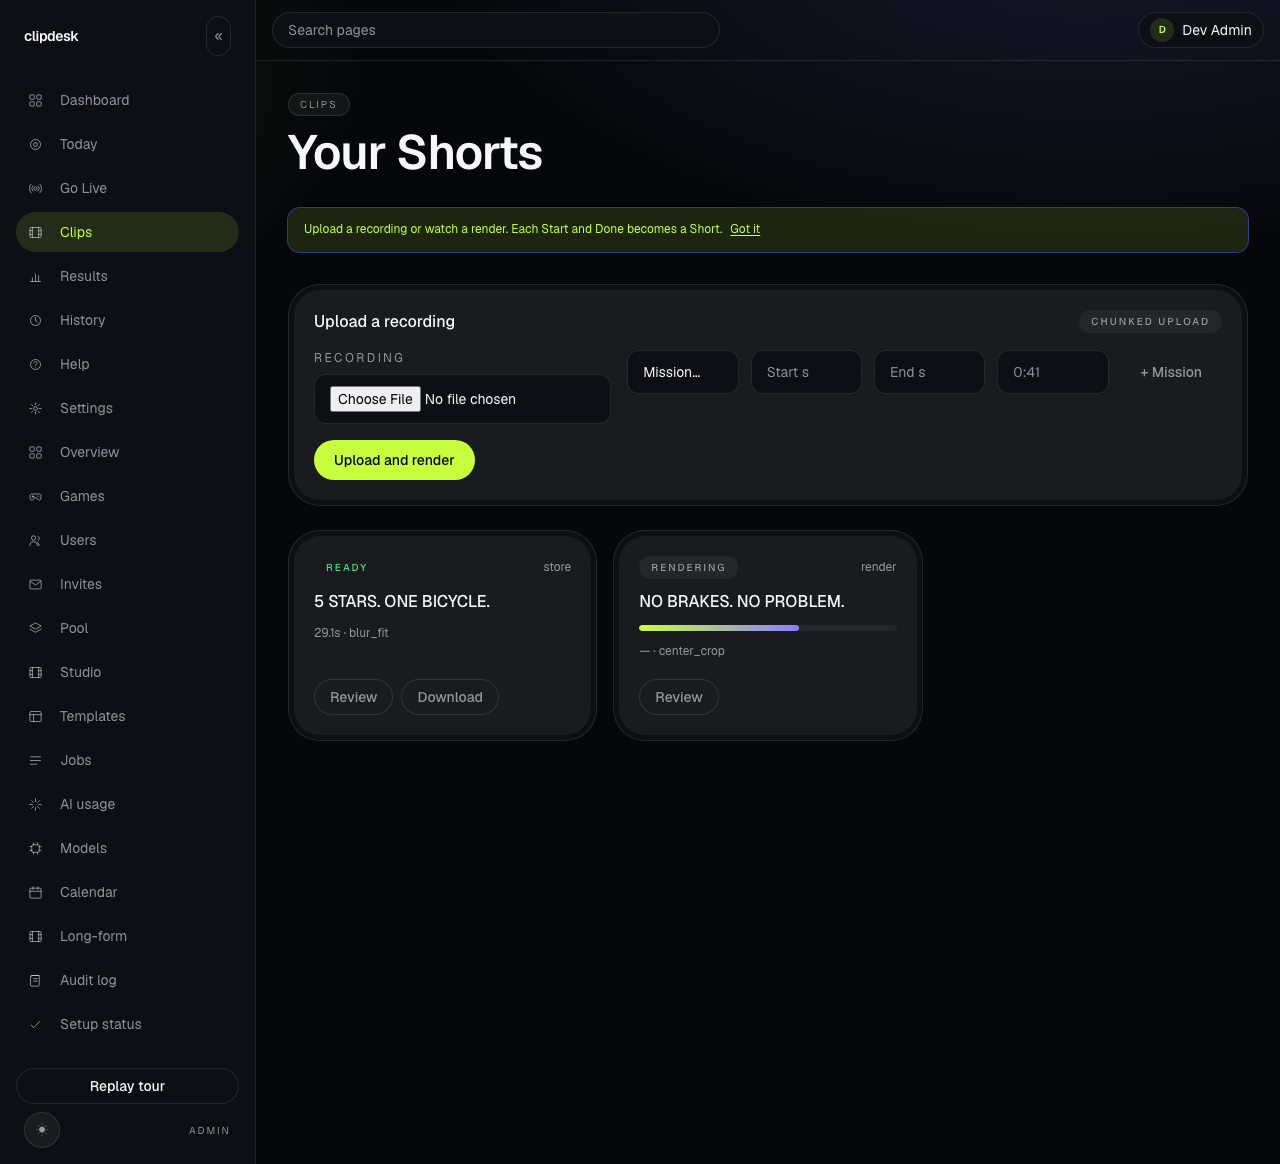 clipdesk
«
Dashboard
Today
Go Live
Clips
Results
History
Help
Settings
Overview
Games
Users
Invites
Pool
Studio
Templates
Jobs
AI usage
Models
Calendar
Long-form
Audit log
Setup status
Replay tour
ADMIN
Search pages
D Dev Admin
CLIPS
Your Shorts
Upload a recording or watch a render. Each Start and Done becomes a Short. Got it
Upload a recording
CHUNKED UPLOAD
RECORDING
Choose File No file chosen
Mission…
Start s
End s
0:41
+ Mission
Upload and render
READY
store
5 STARS. ONE BICYCLE.
29.1s · blur_fit
Review
Download
RENDERING
render
NO BRAKES. NO PROBLEM.
— · center_crop
Review